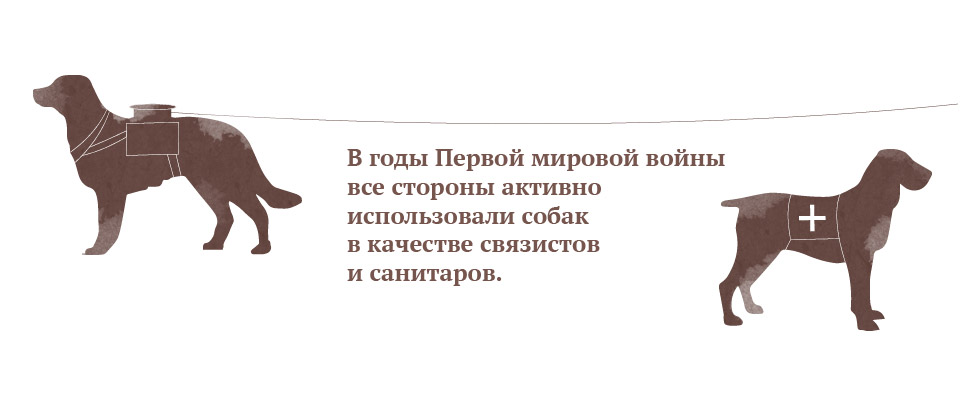 В годы Первой мировой войны
все стороны активно
использовали собак
в качестве связистов
и санитаров.